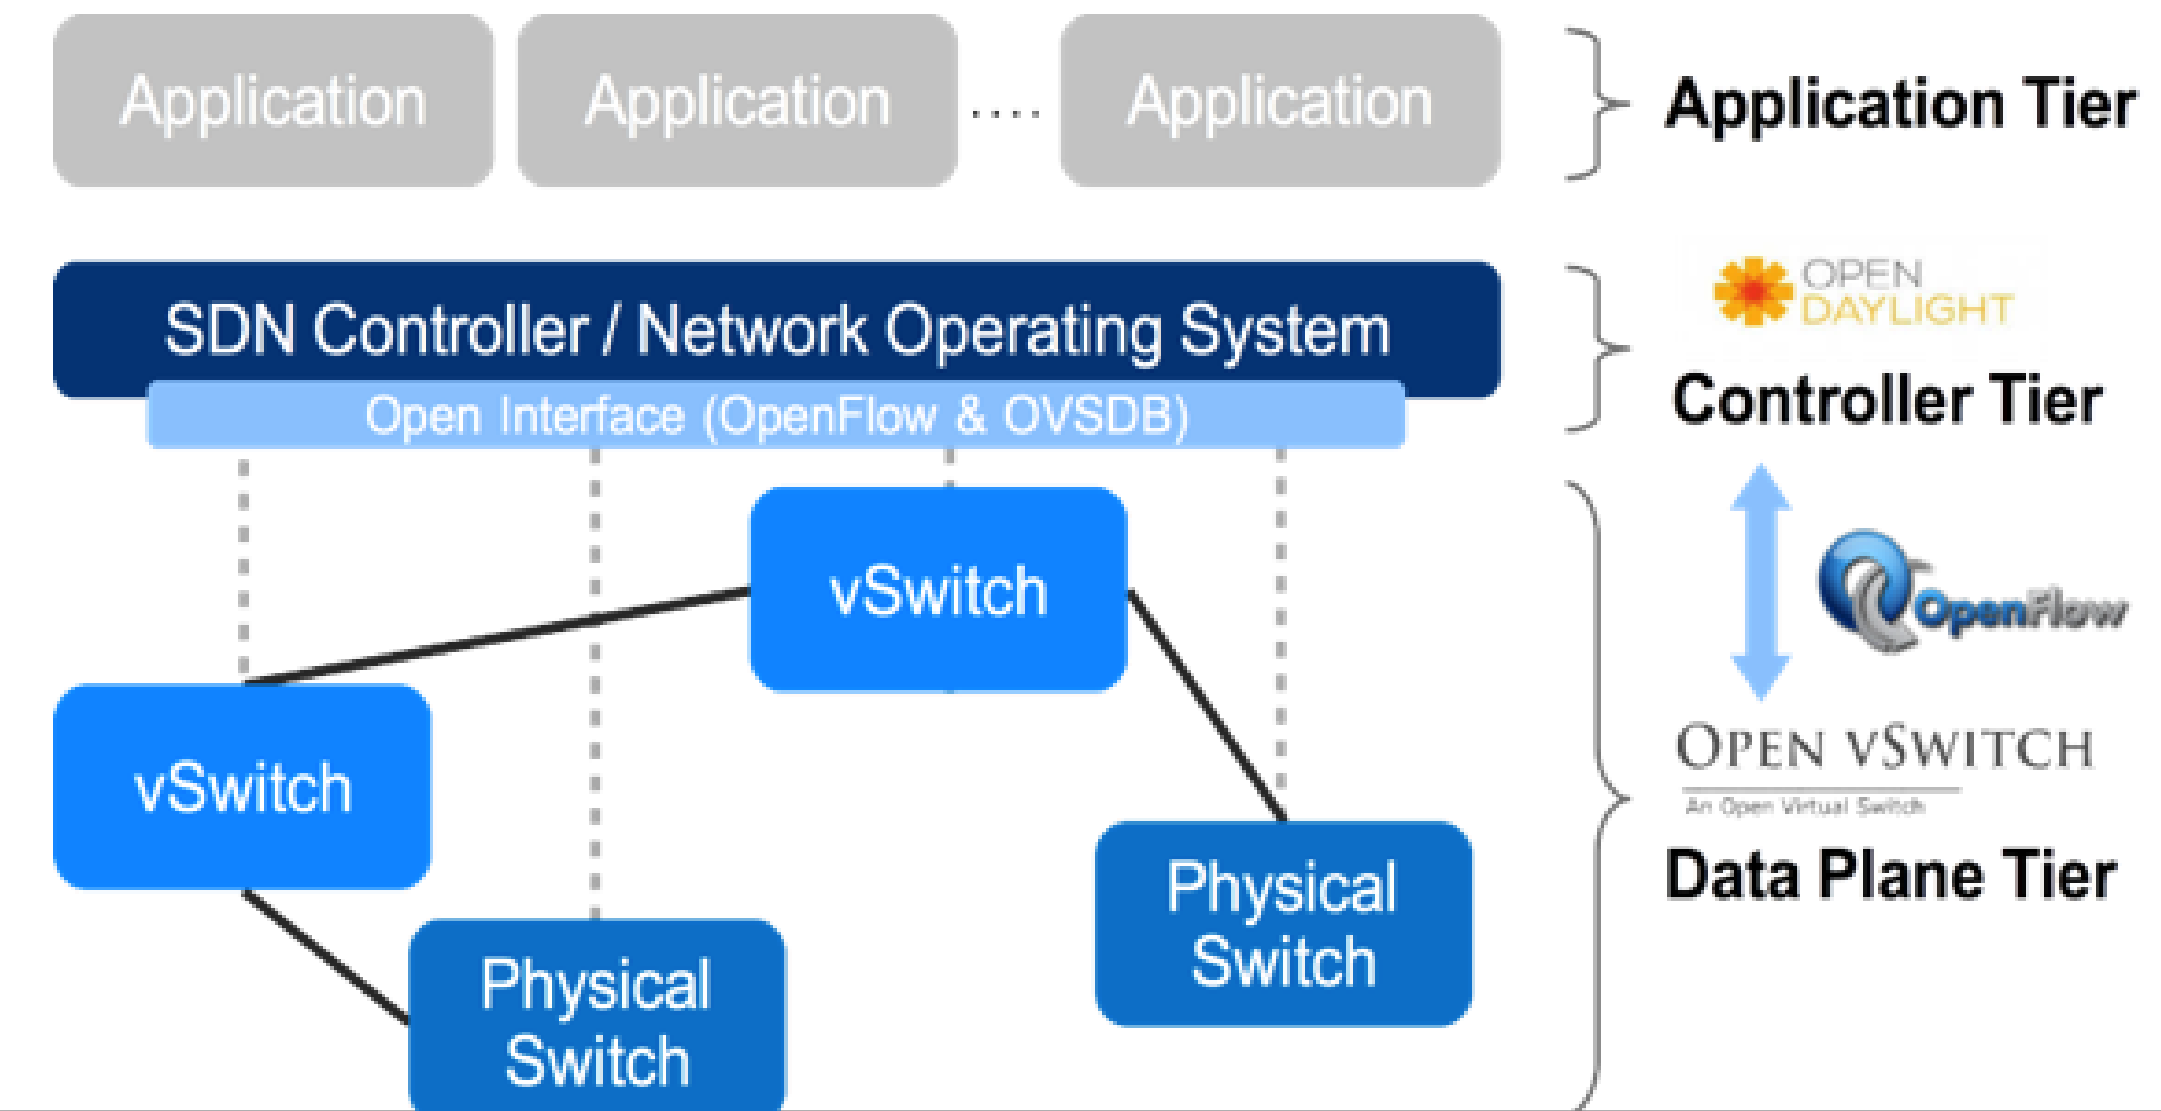 Application
Application
....
Application
Application Tier
SDN Controller / Network Operating System
Open Interface (OpenFlow & OVSDB)
OPEN
DAYLIGHT
Controller Tier
vSwitch
OpenFlow
vSwitch
OPEN VSWITCH
An Open Virtual Switch
Physical
Switch
Data Plane Tier
Physical
Switch